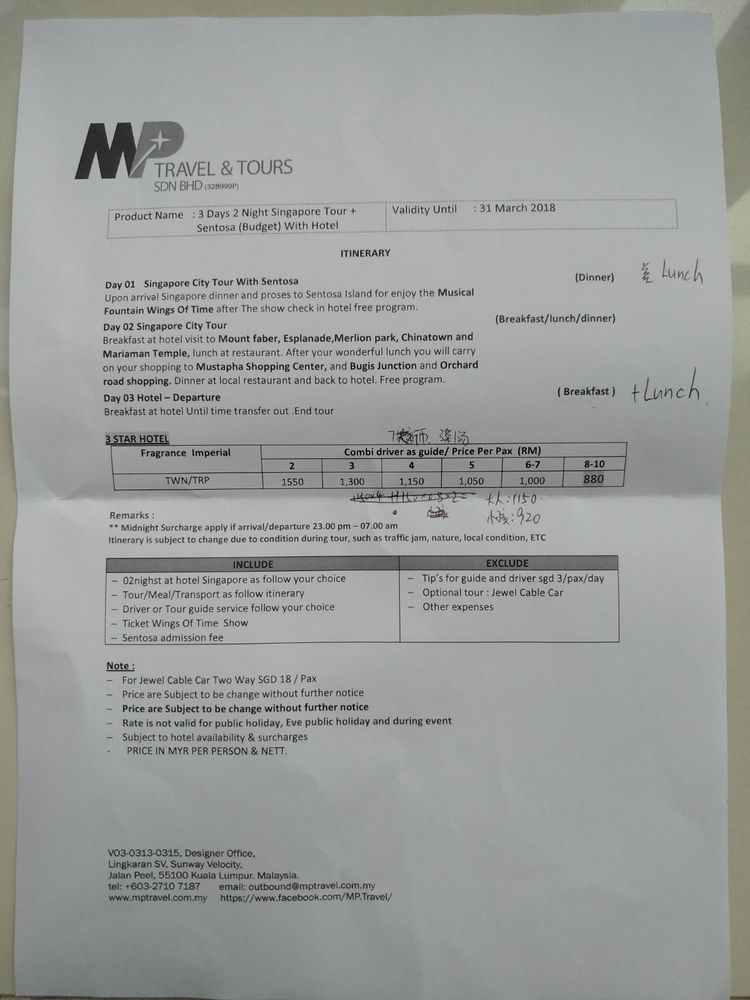 MP
TRAVEL & TOURS
SDN BHD (328999P)
Product Name : 3 Days 2 Night Singapore Tour + Sentosa (Budget) With Hotel
Validity Until : 31 March 2018
ITINERARY
Day 01 Singapore City Tour With Sentosa (Dinner) Lunch
Upon arrival Singapore dinner and proses to Sentosa Island for enjoy the Musical
Fountain Wings Of Time after The show check in hotel free program.
Day 02 Singapore City Tour (Breakfast/lunch/dinner)
Breakfast at hotel visit to Mount faber, Esplanade,Merlion park, Chinatown and
Mariaman Temple, lunch at restaurant. After your wonderful lunch you will carry
on your shopping to Mustapha Shopping Center, and Bugis Junction and Orchard
road shopping. Dinner at local restaurant and back to hotel. Free program.
Day 03 Hotel – Departure ( Breakfast ) +Lunch
Breakfast at hotel Until time transfer out .End tour
3 STAR HOTEL
Fragrance Imperial Combi driver as guide/ Price Per Pax (RM)
2 3 4 5 6-7 8-10
TWN/TRP 1550 1,300 1,150 1,050 1,000 880
大人:1150
小孩:920
Remarks :
** Midnight Surcharge apply if arrival/departure 23.00 pm – 07.00 am
Itinerary is subject to change due to condition during tour, such as traffic jam, nature, local condition, ETC
INCLUDE EXCLUDE
– 02nighst at hotel Singapore as follow your choice – Tip's for guide and driver sgd 3/pax/day
– Tour/Meal/Transport as follow itinerary – Optional tour : Jewel Cable Car
– Driver or Tour guide service follow your choice – Other expenses
– Ticket Wings Of Time Show
– Sentosa admission fee
Note :
– For Jewel Cable Car Two Way SGD 18 / Pax
– Price are Subject to be change without further notice
– Price are Subject to be change without further notice
– Rate is not valid for public holiday, Eve public holiday and during event
– Subject to hotel availability & surcharges
- PRICE IN MYR PER PERSON & NETT.
V03-0313-0315, Designer Office,
Lingkaran SV, Sunway Velocity,
Jalan Peel, 55100 Kuala Lumpur. Malaysia.
tel: +603-2710 7187 email: outbound@mptravel.com.my
www.mptravel.com.my https://www.facebook.com/MP.Travel/